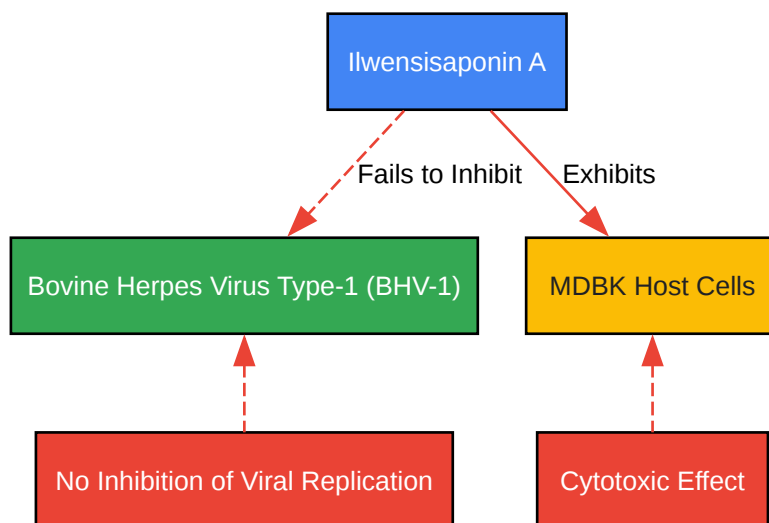 Ilwensisaponin A
Fails to Inhibit
Exhibits
Bovine Herpes Virus Type-1 (BHV-1)
MDBK Host Cells
No Inhibition of Viral Replication
Cytotoxic Effect